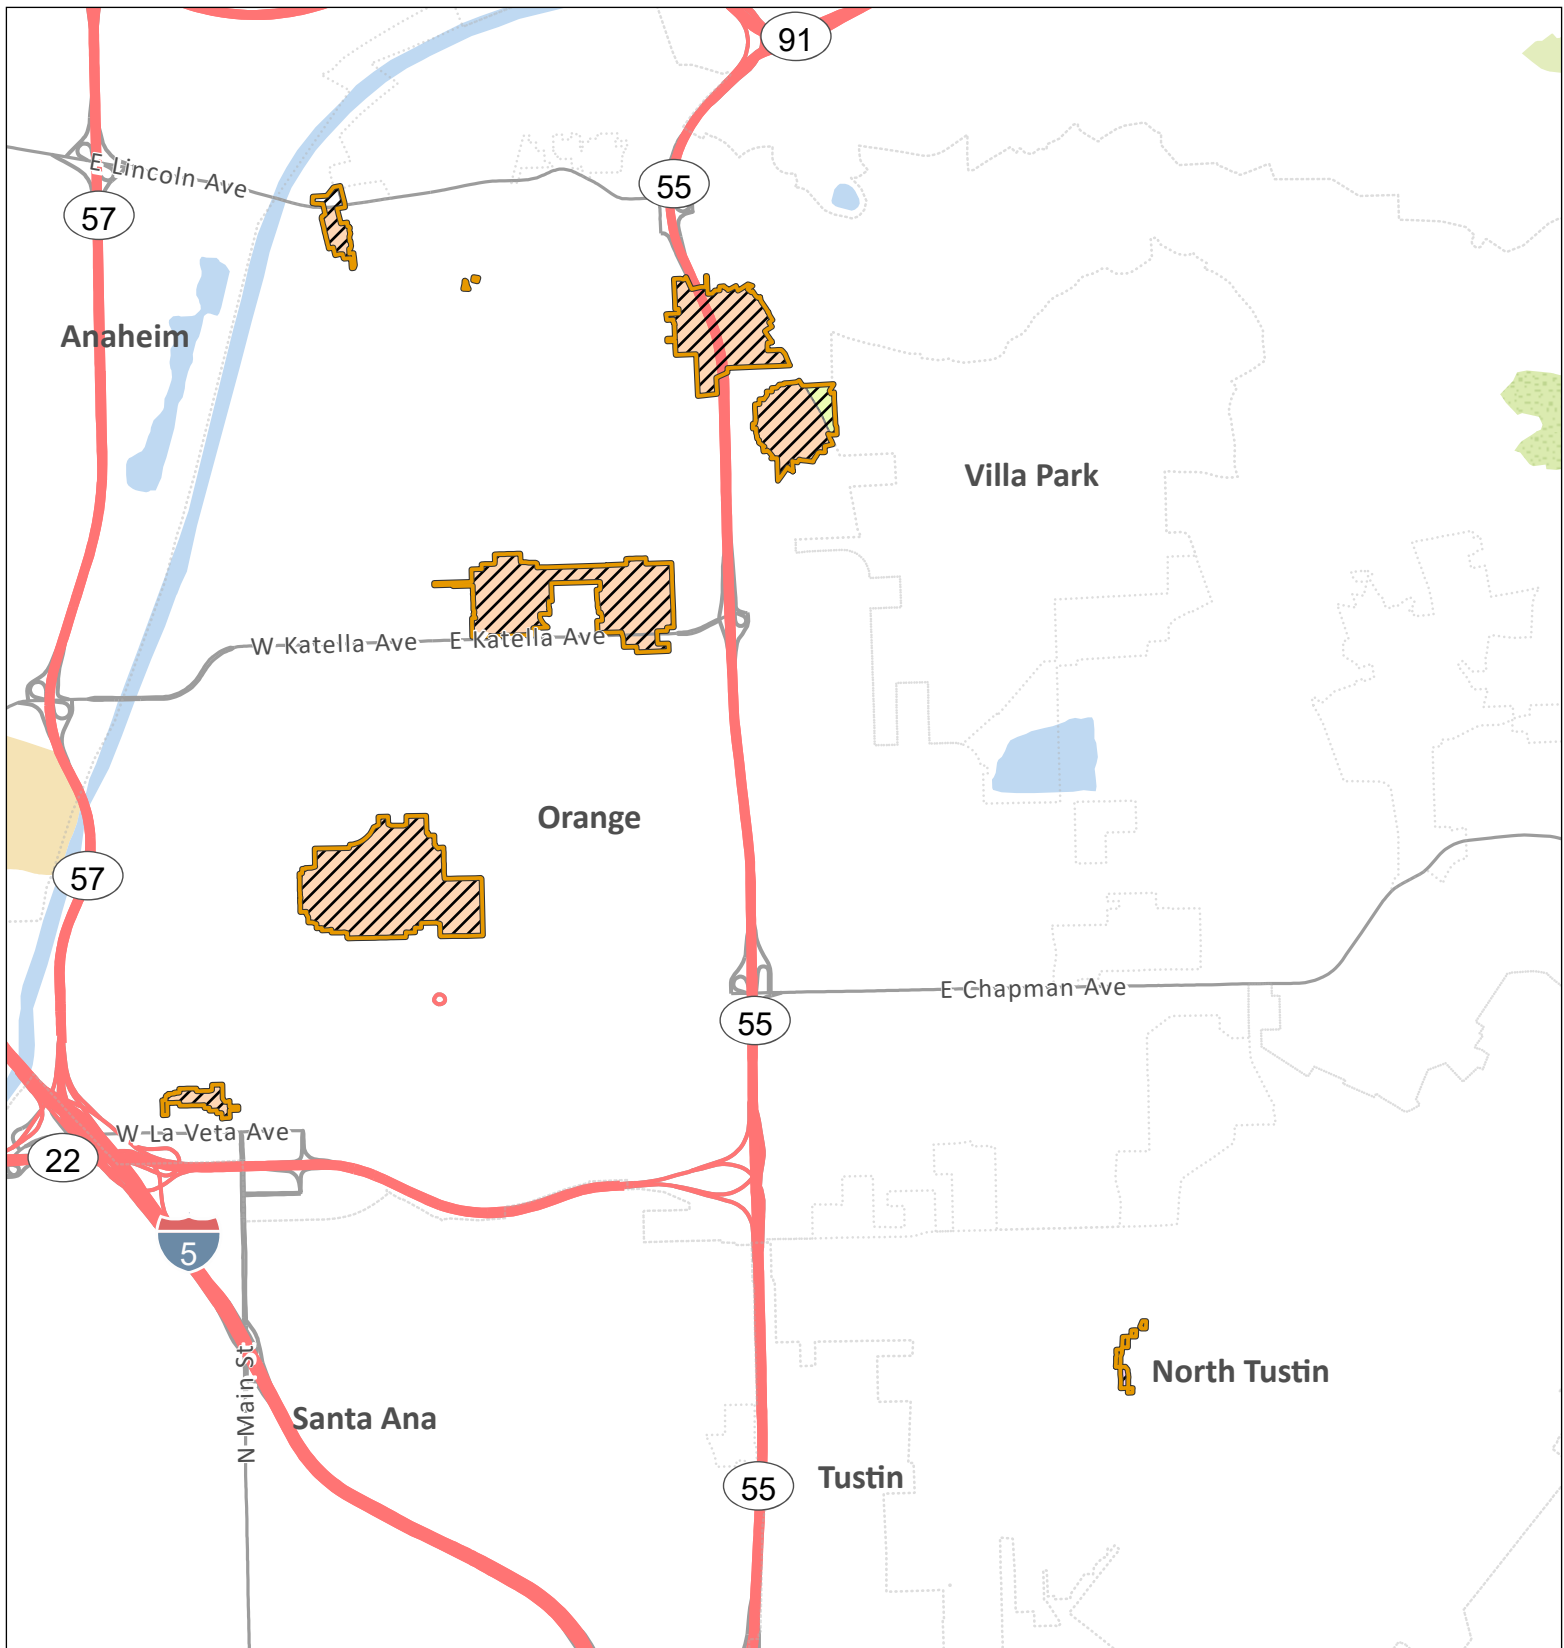 91
E Lincoln Ave
55
57
Anaheim
Villa Park
W Katella Ave
E Katella Ave
Orange
57
E Chapman Ave
55
W La Veta Ave
22
5
N Main St
North Tustin
Santa Ana
Tustin
55